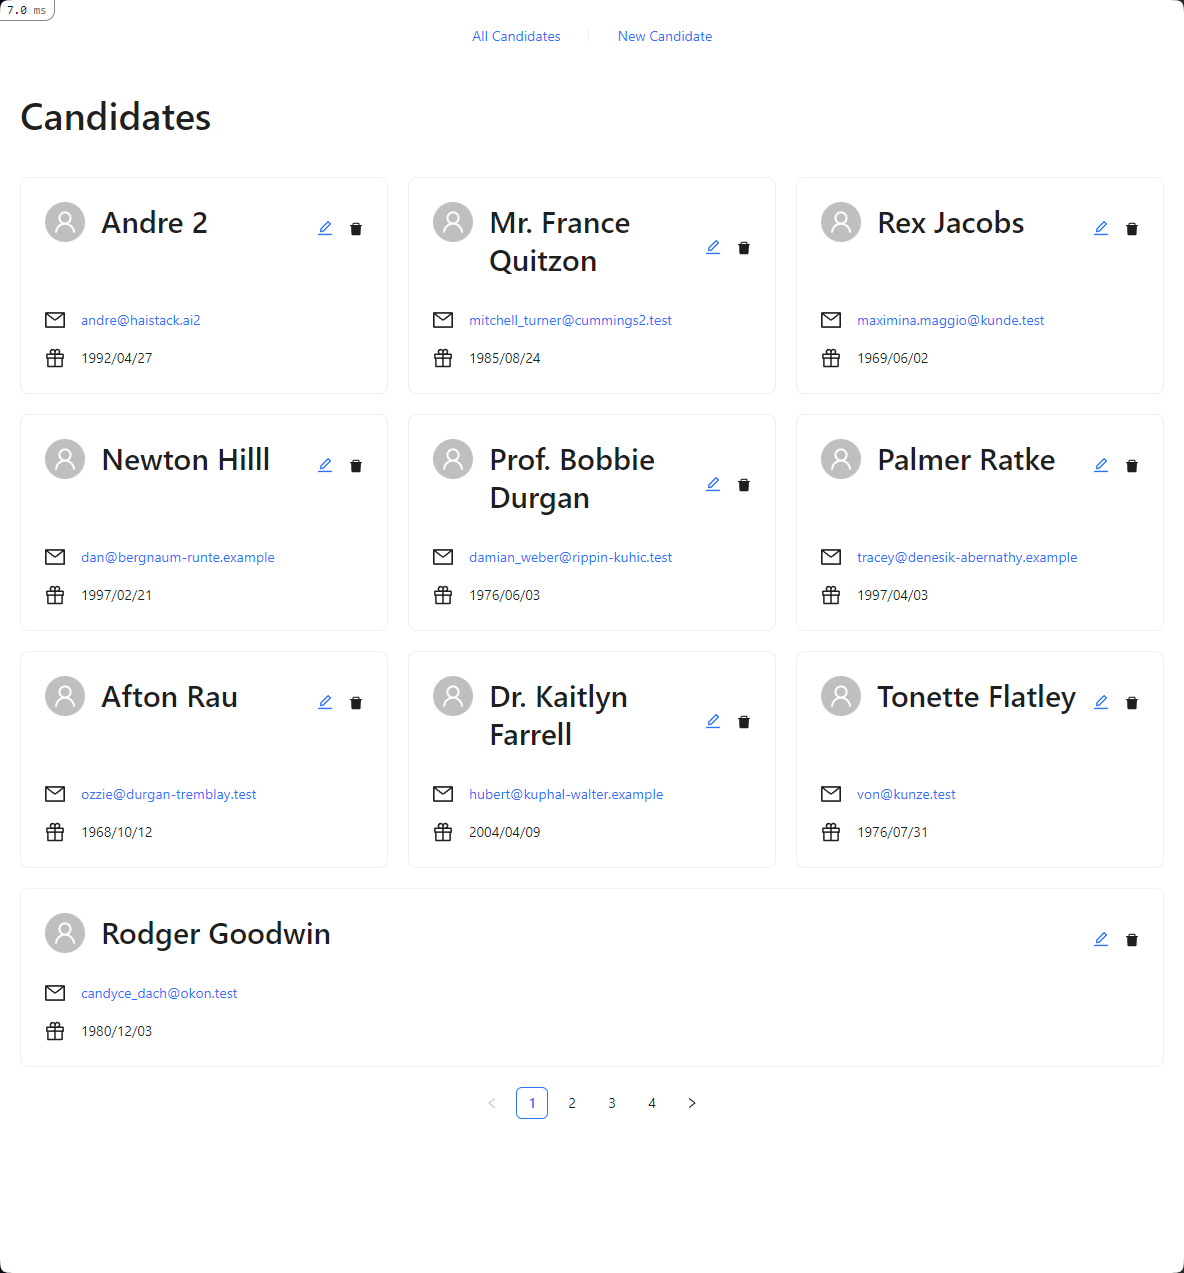 7.0 ms
All Candidates
New Candidate
Candidates
Andre 2
andre@haistack.ai2
1992/04/27
Mr. France
Quitzon
mitchell_turner@cummings2.test
1985/08/24
Rex Jacobs
maximina.maggio@kunde.test
1969/06/02
Newton Hilll
dan@bergnaum-runte.example
1997/02/21
Prof. Bobbie
Durgan
damian_weber@rippin-kuhic.test
1976/06/03
Palmer Ratke
tracey@denesik-abernathy.example
1997/04/03
Afton Rau
ozzie@durgan-tremblay.test
1968/10/12
Dr. Kaitlyn
Farrell
hubert@kuphal-walter.example
2004/04/09
Tonette Flatley
von@kunze.test
1976/07/31
Rodger Goodwin
candyce_dach@okon.test
1980/12/03
1 2 3 4